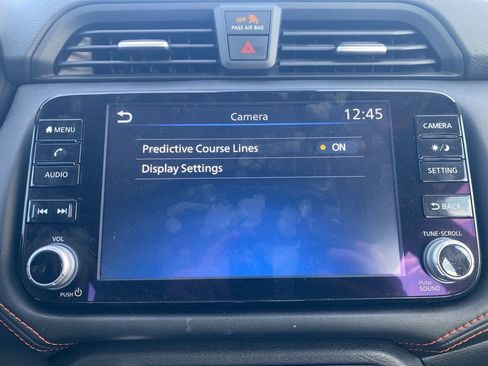 OFF
PASS AIR BAG
MENU
AUDIO
VOL
PUSH
Camera
12:45
Predictive Course Lines ON
Display Settings
CAMERA
SETTING
BACK
TUNE·SCROLL
PUSH
SOUND